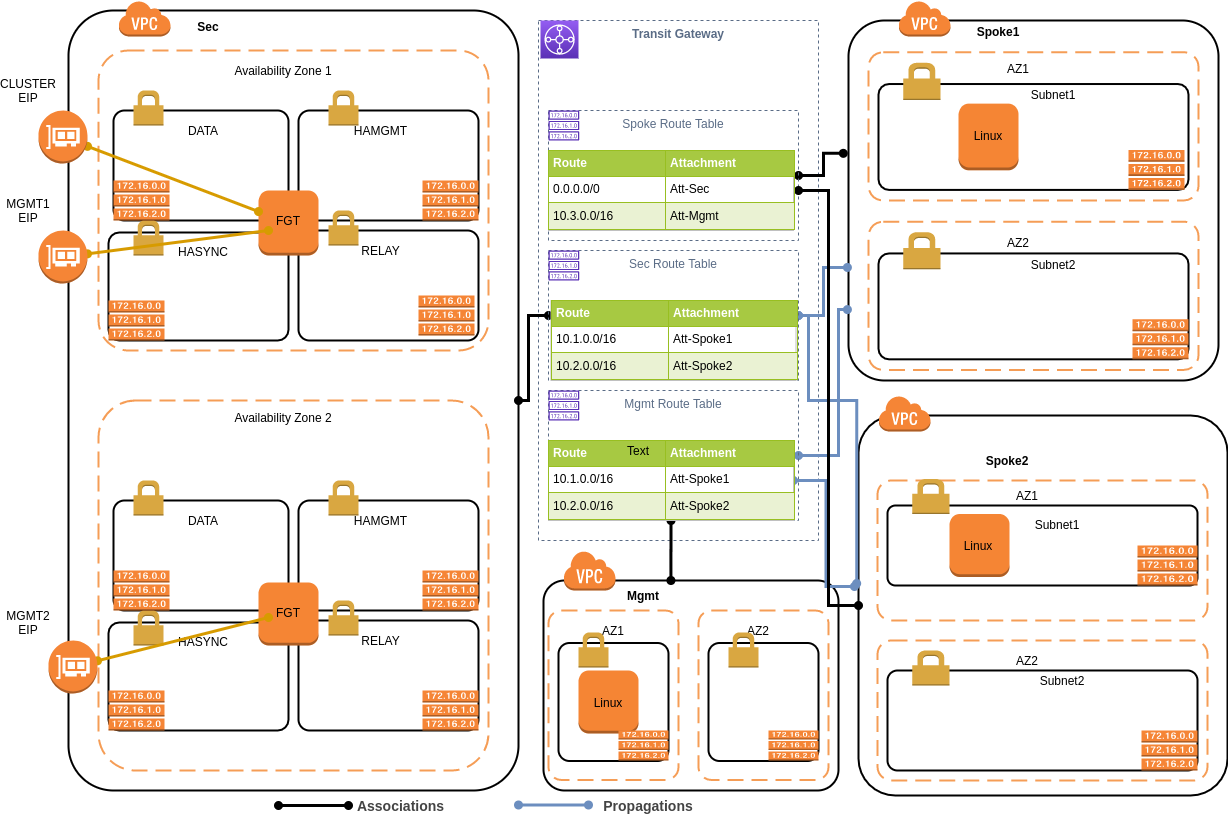 VPC
Sec
Availability Zone 1
CLUSTER
EIP
DATA
HAMGMT
172.16.0.0
172.16.1.0
172.16.2.0
172.16.0.0
172.16.1.0
172.16.2.0
MGMT1
EIP
FGT
HASYNC
RELAY
172.16.0.0
172.16.1.0
172.16.2.0
172.16.0.0
172.16.1.0
172.16.2.0
Availability Zone 2
DATA
HAMGMT
172.16.0.0
172.16.1.0
172.16.2.0
172.16.0.0
172.16.1.0
172.16.2.0
MGMT2
EIP
FGT
HASYNC
RELAY
172.16.0.0
172.16.1.0
172.16.2.0
172.16.0.0
172.16.1.0
172.16.2.0
Transit Gateway
172.16.0.0
172.16.1.0
172.16.2.0
Spoke Route Table
Route Attachment
0.0.0.0/0 Att-Sec
10.3.0.0/16 Att-Mgmt
172.16.0.0
172.16.1.0
172.16.2.0
Sec Route Table
Route Attachment
10.1.0.0/16 Att-Spoke1
10.2.0.0/16 Att-Spoke2
172.16.0.0
172.16.1.0
172.16.2.0
Mgmt Route Table
Route Text Attachment
10.1.0.0/16 Att-Spoke1
10.2.0.0/16 Att-Spoke2
VPC
Mgmt
AZ1
Linux
172.16.0.0
172.16.1.0
172.16.2.0
AZ2
172.16.0.0
172.16.1.0
172.16.2.0
VPC
Spoke1
AZ1
Subnet1
Linux
172.16.0.0
172.16.1.0
172.16.2.0
AZ2
Subnet2
172.16.0.0
172.16.1.0
172.16.2.0
VPC
Spoke2
AZ1
Subnet1
Linux
172.16.0.0
172.16.1.0
172.16.2.0
AZ2
Subnet2
172.16.0.0
172.16.1.0
172.16.2.0
Associations
Propagations